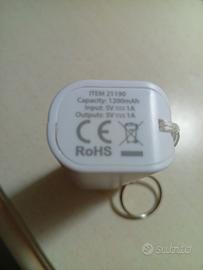 ITEM 21190
Capacity: 1200mAh
Input: 5V ⎓ 1A
Outputs: 5V ⎓ 1A
CE
RoHS
subito